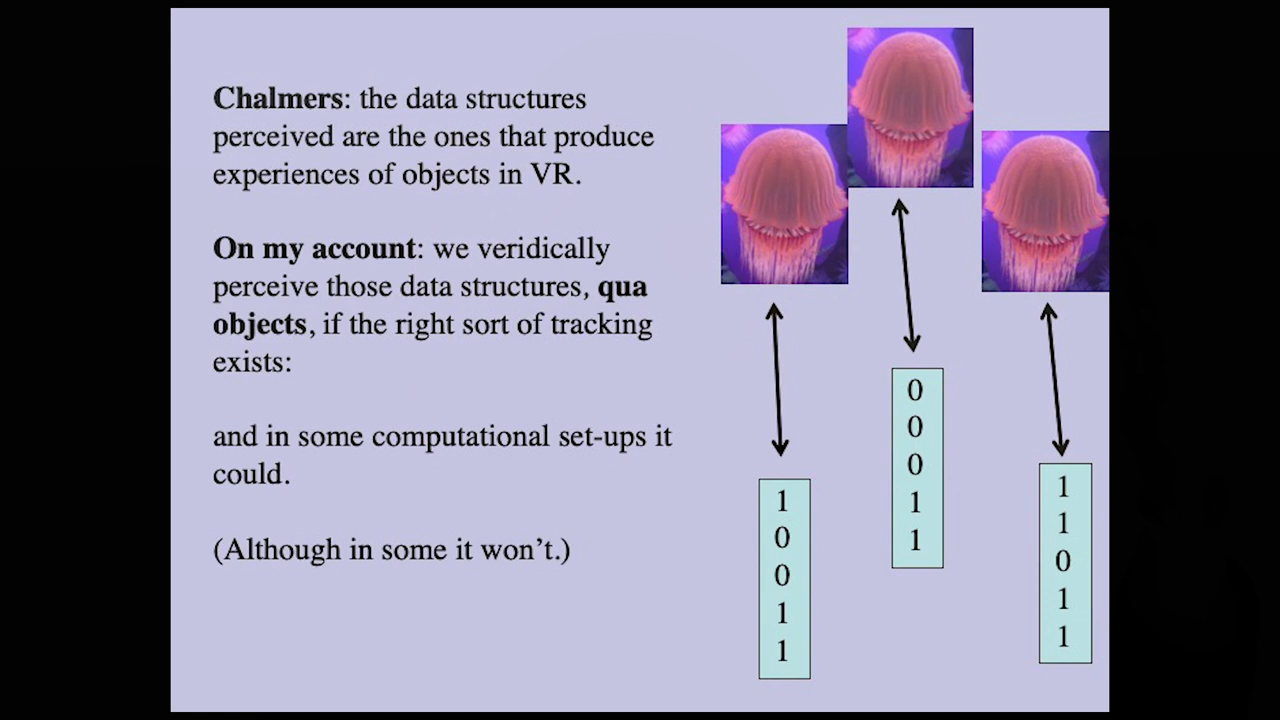 Chalmers: the data structures
perceived are the ones that produce
experiences of objects in VR.
On my account: we veridically
perceive those data structures, qua
objects, if the right sort of tracking
exists:
and in some computational set-ups it
could.
(Although in some it won't.)
1
0
0
1
1
0
0
0
1
1
1
1
0
1
1